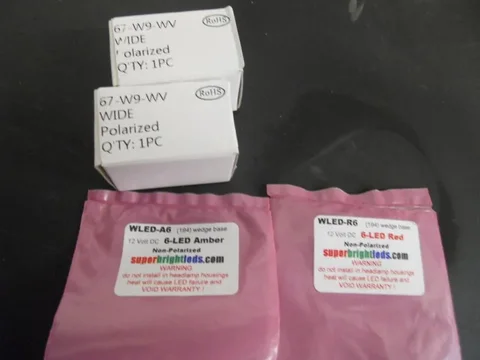 67-W9-WV
RoHS
WIDE
olarized
Q'TY: 1PC
67-W9-WV
RoHS
WIDE
Polarized
Q'TY: 1PC
WLED-A6 (194) wedge base
12 Volt DC 6-LED Amber
Non-Polarized
superbrightleds.com
WARNING
do not install in headlamp housings
heat will cause LED failure and
VOID WARRANTY !
WLED-R6 (194) wedge base
12 Volt DC 6-LED Red
Non-Polarized
superbrightleds.com
WARNING
do not install in headlamp housings
heat will cause LED failure and
VOID WARRANTY !